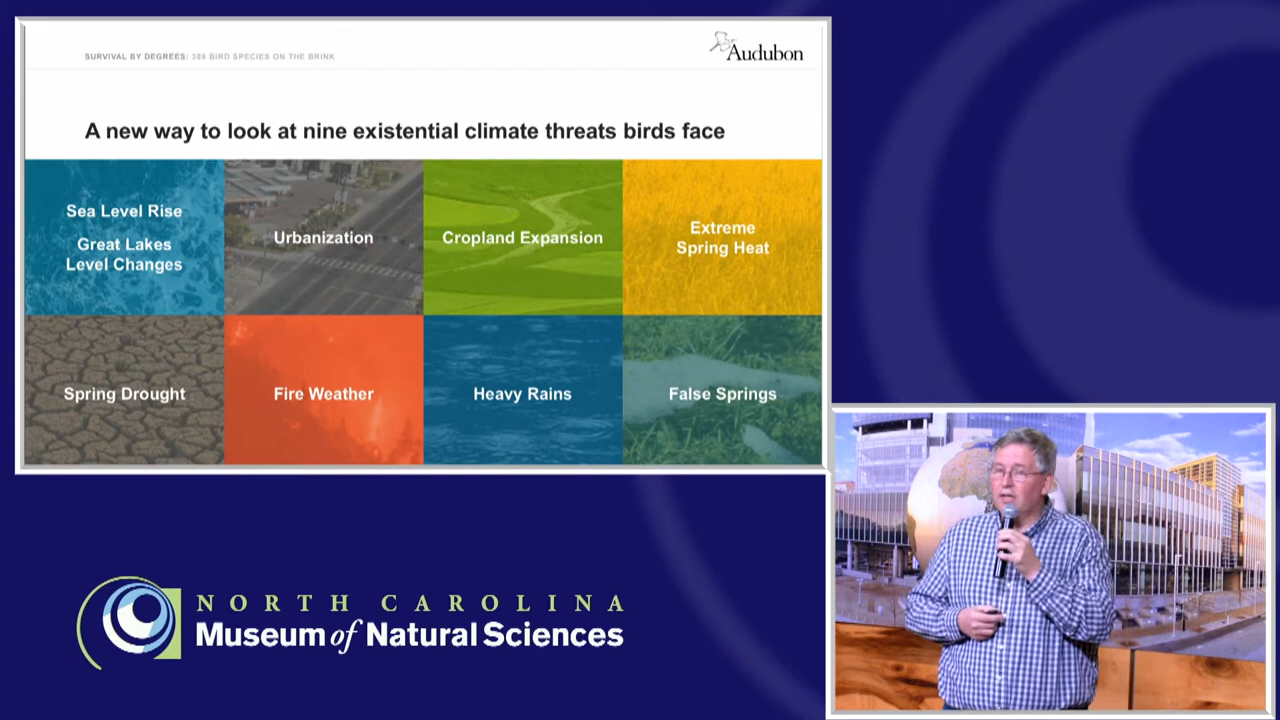 SURVIVAL BY DEGREES: 389 BIRD SPECIES ON THE BRINK
Audubon
A new way to look at nine existential climate threats birds face
Sea Level Rise
Great Lakes
Level Changes
Urbanization
Cropland Expansion
Extreme
Spring Heat
Spring Drought
Fire Weather
Heavy Rains
False Springs
NORTH CAROLINA
Museum of Natural Sciences